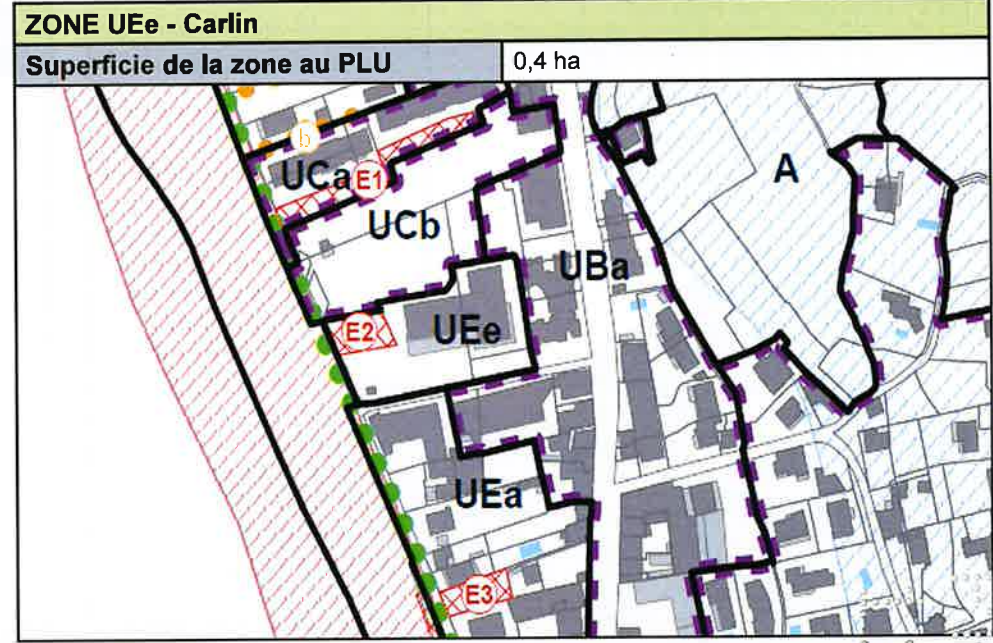 ZONE UEe - Carlin
Superficie de la zone au PLU 0,4 ha
b
UCa E1
A
UCb
UBa
E2 UEe
UEa
E3